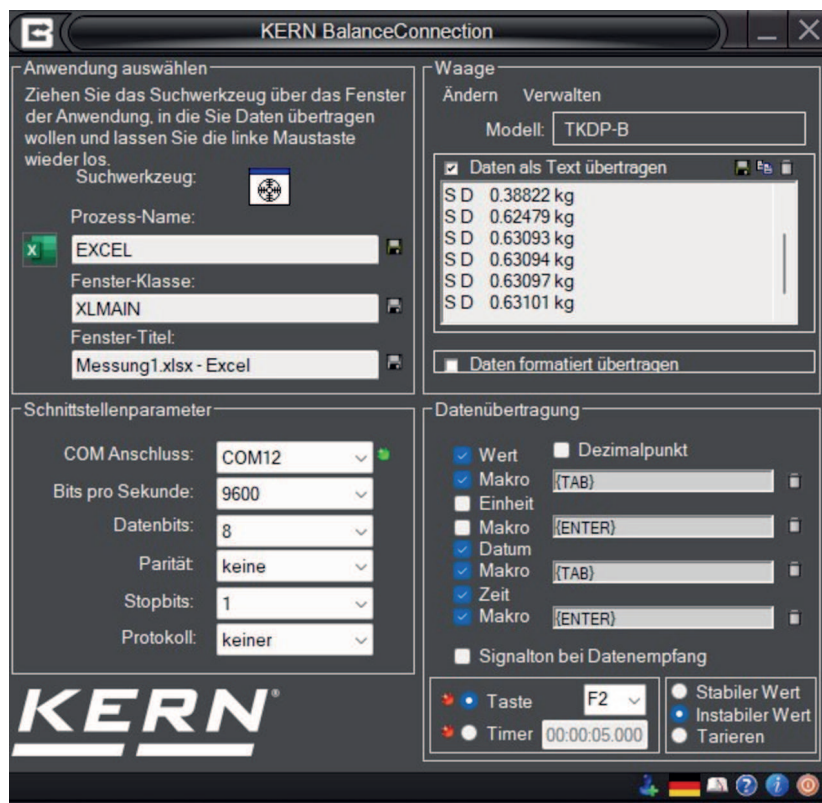 KERN BalanceConnection
Anwendung auswählen
Ziehen Sie das Suchwerkzeug über das Fenster
der Anwendung, in die Sie Daten übertragen
wollen und lassen Sie die linke Maustaste
wieder los.
Suchwerkzeug:
Prozess-Name:
EXCEL
Fenster-Klasse:
XLMAIN
Fenster-Titel:
Messung1.xlsx - Excel
Waage
Ändern Verwalten
Modell: TKDP-B
Daten als Text übertragen
S D 0.38822 kg
S D 0.62479 kg
S D 0.63093 kg
S D 0.63094 kg
S D 0.63097 kg
S D 0.63101 kg
Daten formatiert übertragen
Schnittstellenparameter
COM Anschluss: COM12
Bits pro Sekunde: 9600
Datenbits: 8
Parität: keine
Stopbits: 1
Protokoll: keiner
KERN®
Datenübertragung
Wert Dezimalpunkt
Makro {TAB}
Einheit
Makro {ENTER}
Datum
Makro {TAB}
Zeit
Makro {ENTER}
Signalton bei Datenempfang
Taste F2
Timer 00:00:05.000
Stabiler Wert
Instabiler Wert
Tarieren